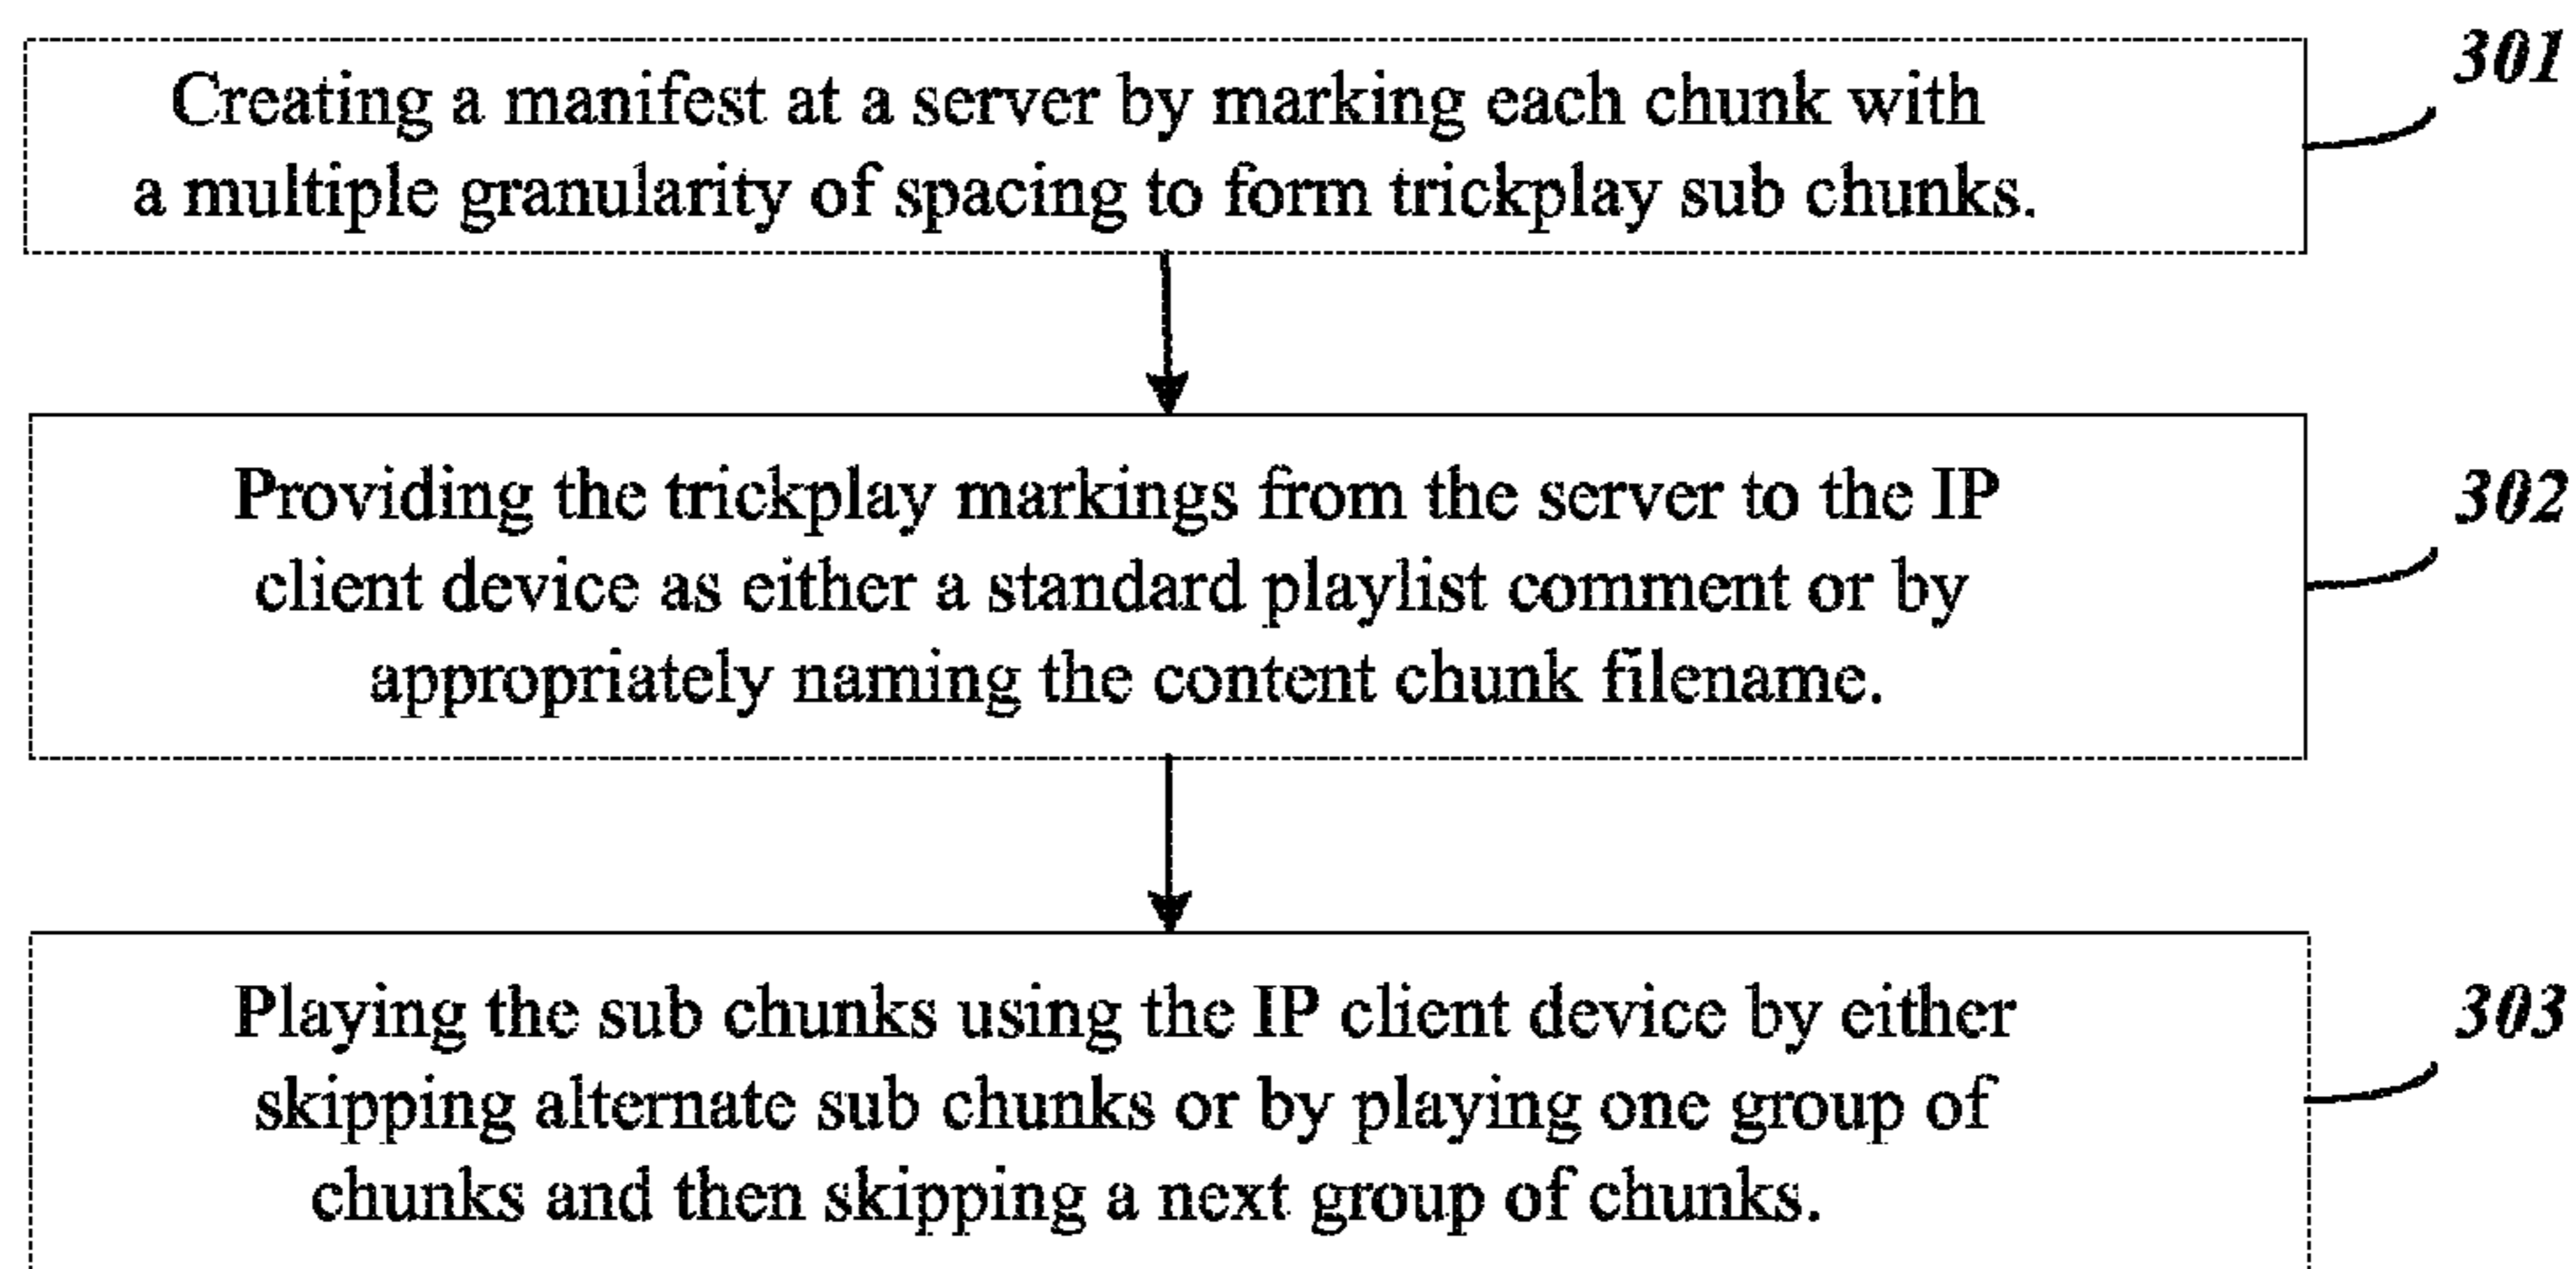 301
Creating a manifest at a server by marking each chunk with
a multiple granularity of spacing to form trickplay sub chunks.
Providing the trickplay markings from the server to the IP
302
client device as either a standard playlist comment or by
appropriately naming the content chunk filename.
Playing the sub chunks using the IP client device by either
303
skipping alternate sub chunks or by playing one group of
chunks and then skipping a next group of chunks.